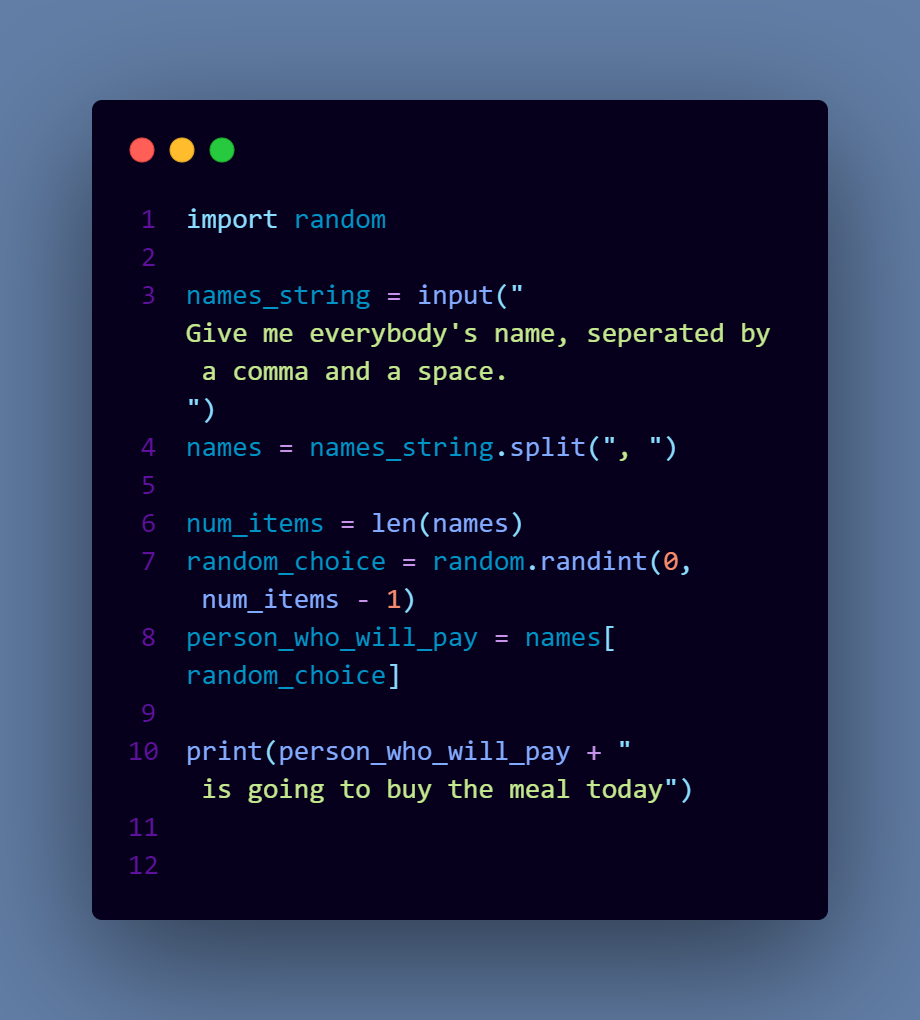 1 import random
2
3 names_string = input("
Give me everybody's name, seperated by
a comma and a space.
")
4 names = names_string.split(", ")
5
6 num_items = len(names)
7 random_choice = random.randint(0,
num_items - 1)
8 person_who_will_pay = names[
random_choice]
9
10 print(person_who_will_pay + "
is going to buy the meal today")
11
12